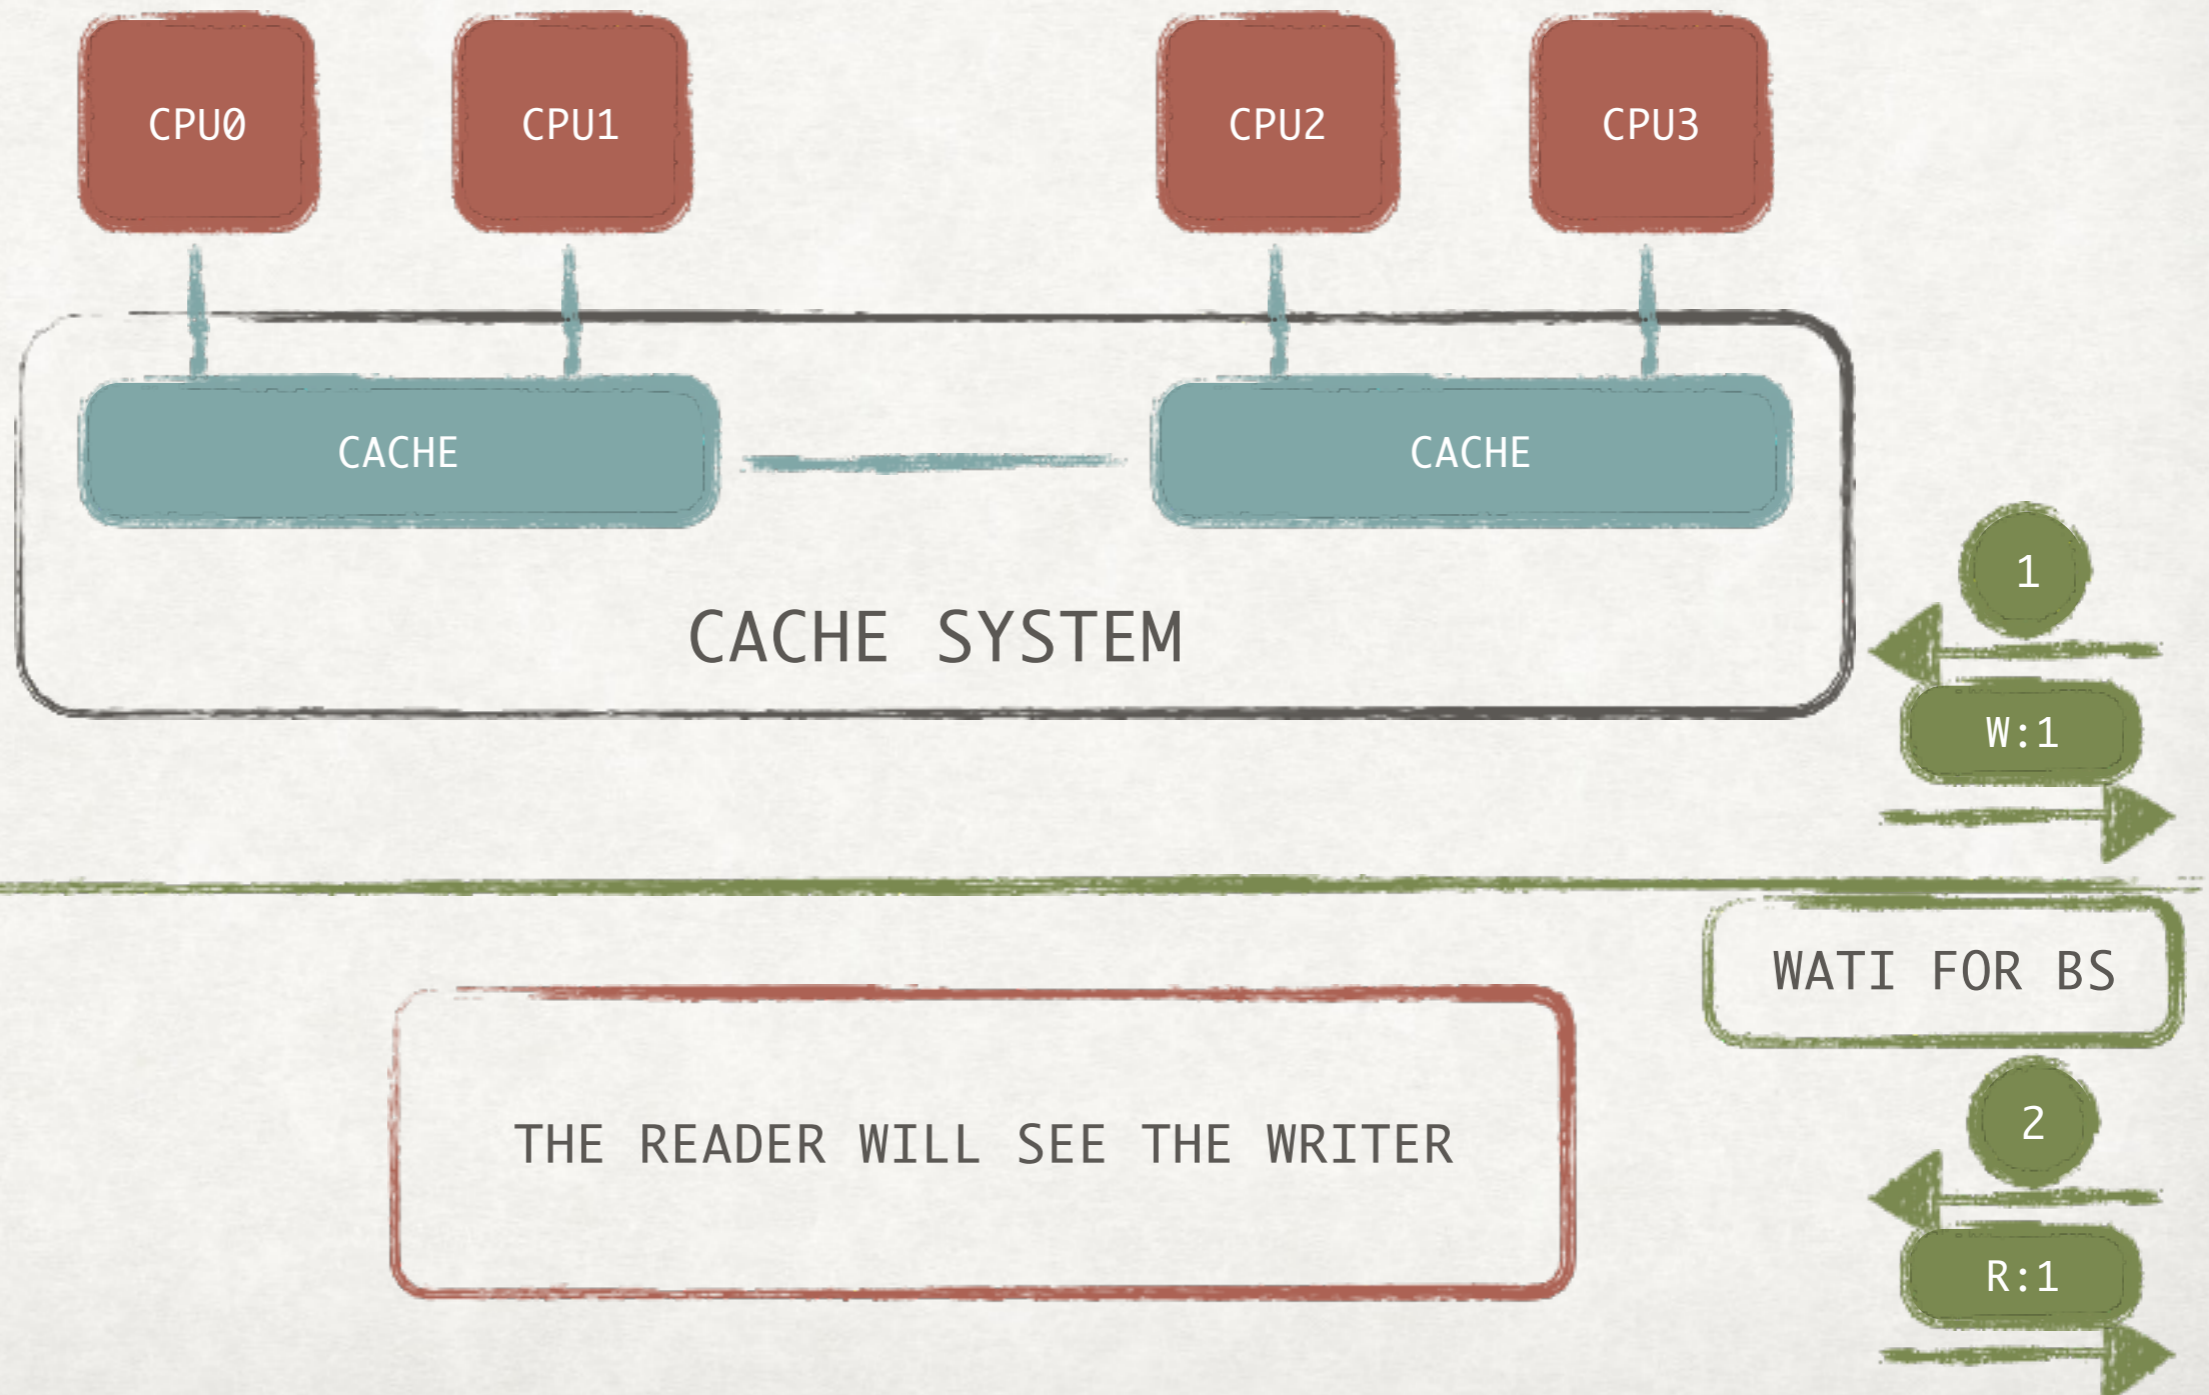 CPU0
CPU1
CPU2
CPU3
CACHE
CACHE
CACHE SYSTEM
1
W:1
WATI FOR BS
THE READER WILL SEE THE WRITER
2
R:1